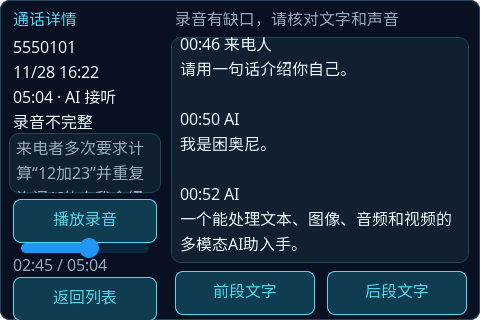 通话详情
5550101
11/28 16:22
05:04 · AI 接听
录音不完整
来电者多次要求计
算“12加23”并重复
播放录音
02:45 / 05:04
返回列表
录音有缺口，请核对文字和声音
00:46 来电人
请用一句话介绍你自己。
00:50 AI
我是困奥尼。
00:52 AI
一个能处理文本、图像、音频和视频的
多模态AI助入手。
前段文字
后段文字